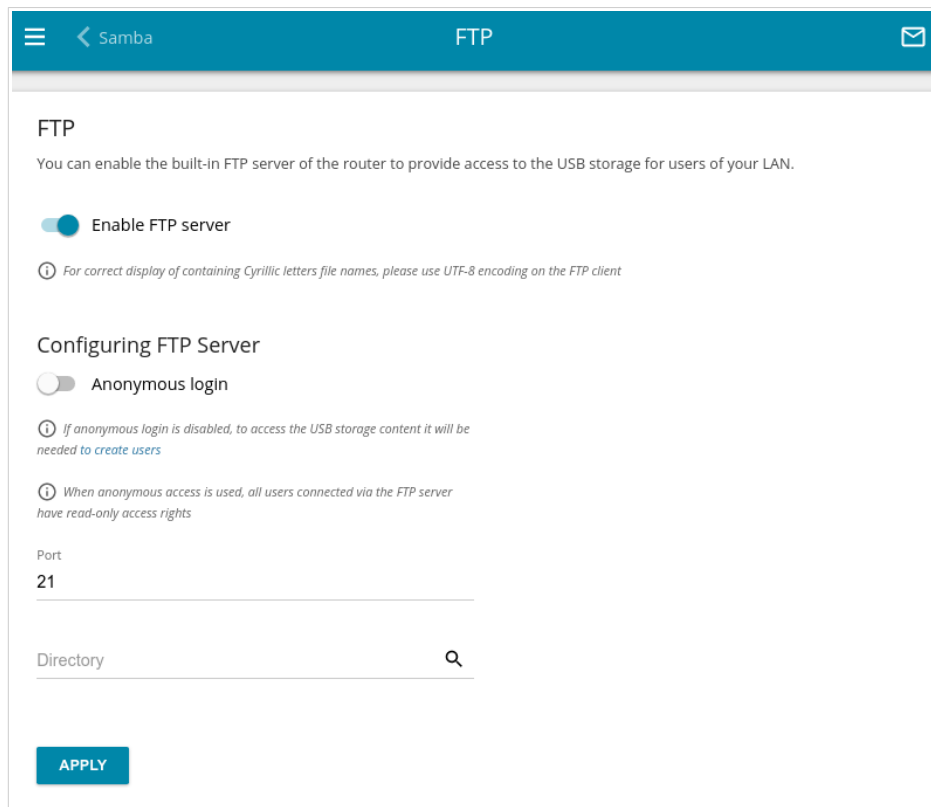 Samba
FTP
FTP
You can enable the built-in FTP server of the router to provide access to the USB storage for users of your LAN.
Enable FTP server
For correct display of containing Cyrillic letters file names, please use UTF-8 encoding on the FTP client
Configuring FTP Server
Anonymous login
If anonymous login is disabled, to access the USB storage content it will be
needed to create users
When anonymous access is used, all users connected via the FTP server
have read-only access rights
Port
21
Directory
APPLY